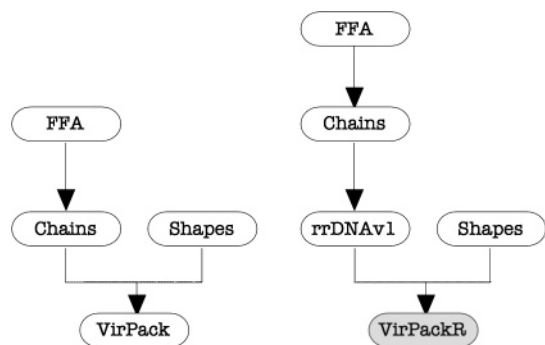 FFA
Chains
Shapes
VirPack
FFA
Chains
rrDNAv1
Shapes
VirPackR